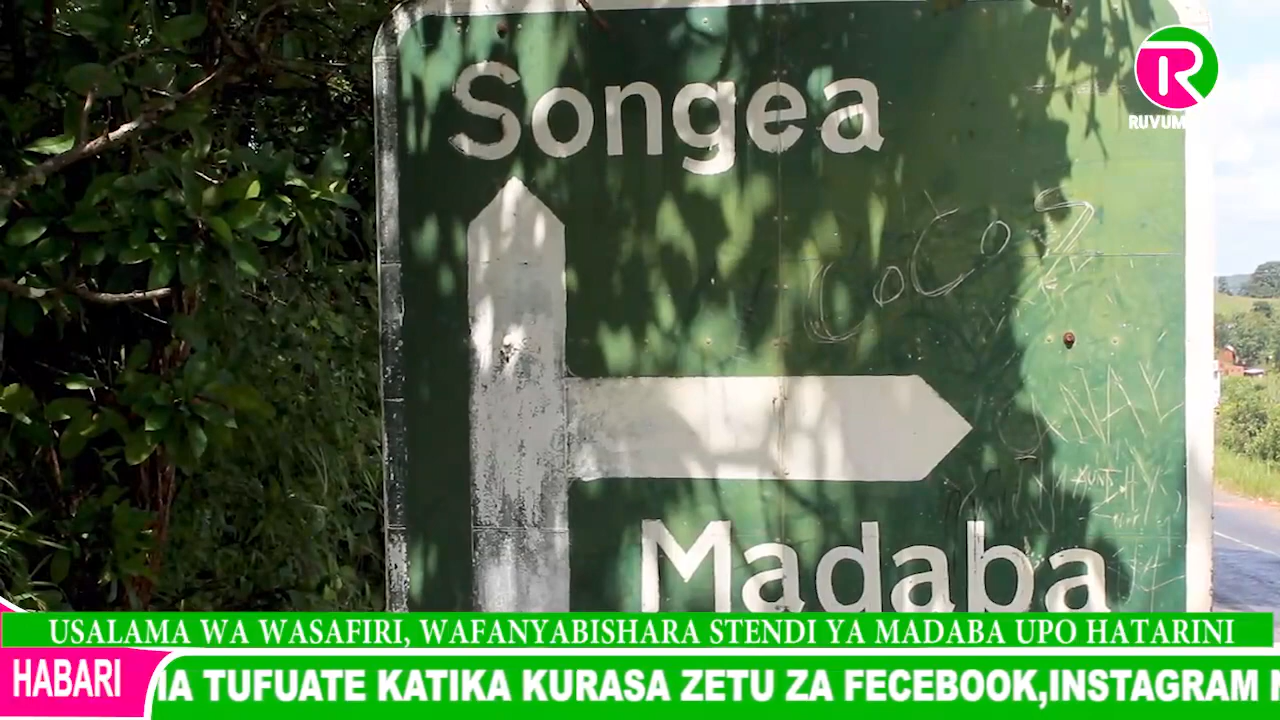 Songea
R
RUVUM
COCO
Madaba
USALAMA WA WASAFIRI, WAFANYABISHARA STENDI YA MADABA UPO HATARINI
HABARI
TUFUATE KATIKA KURASA ZETU ZA FECEBOOK,INSTAGRAM